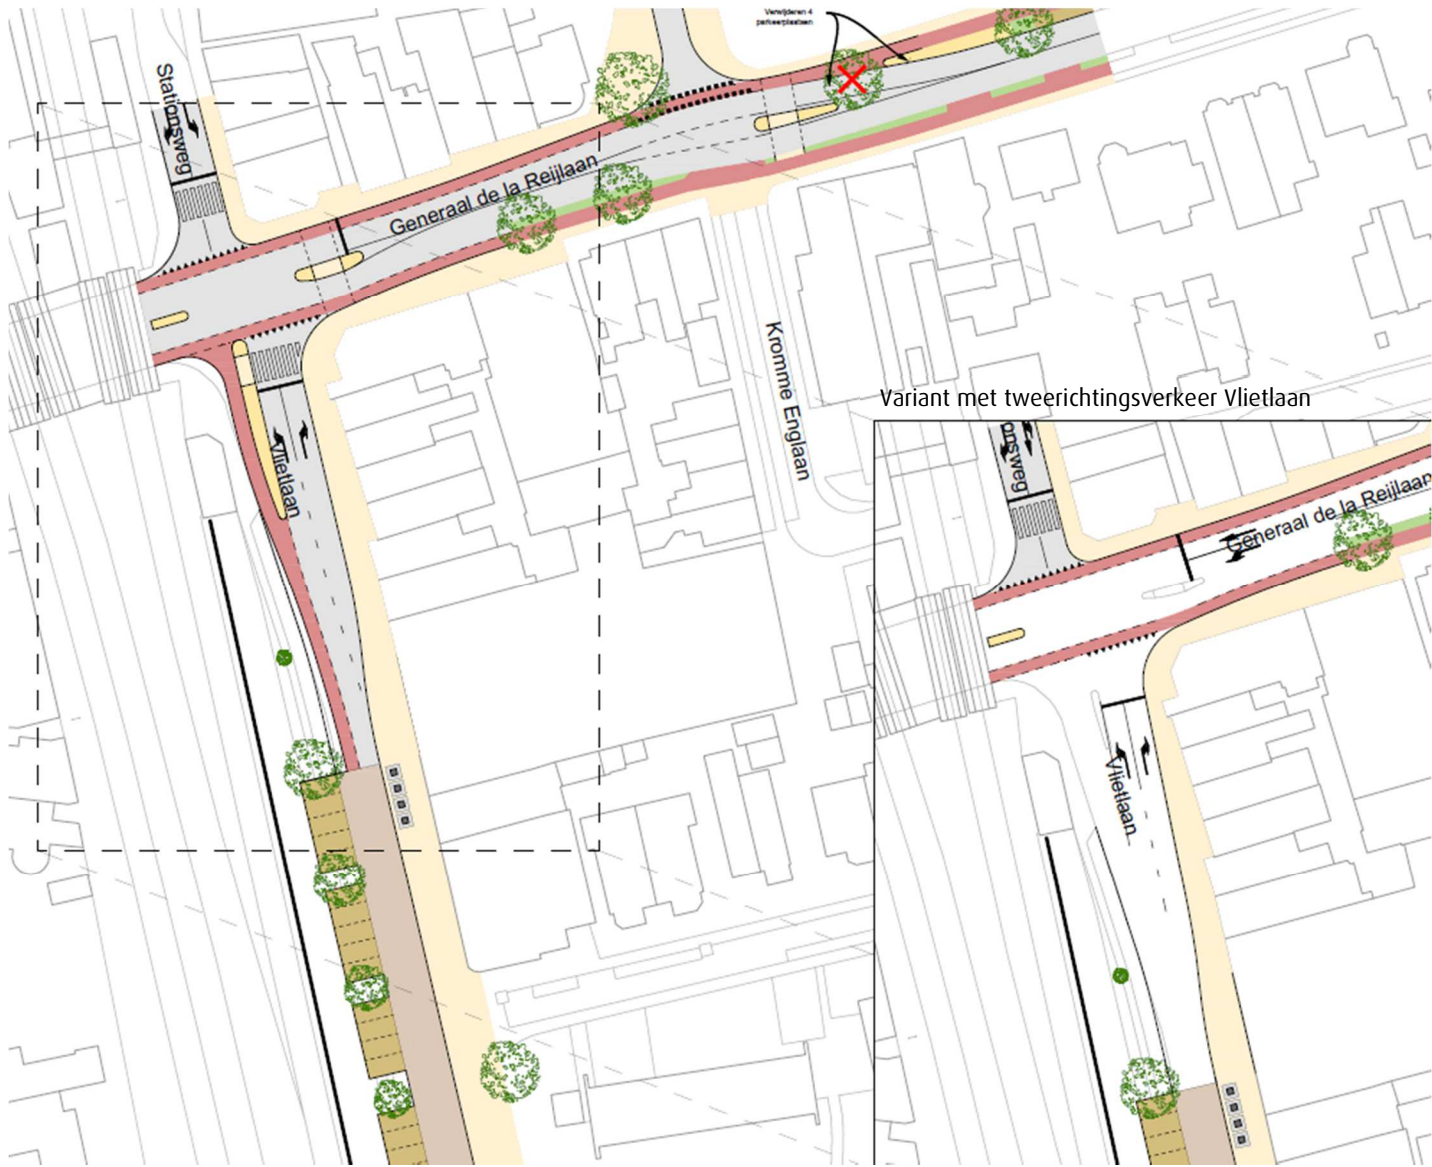 Verwijderen 4
parkeerplaatsen
Stationsweg
Generaal de la Reijlaan
Kromme Englaan
Vlietlaan
Variant met tweerichtingsverkeer Vlietlaan
onsweg
Generaal de la Reijlaan
Vlietlaan